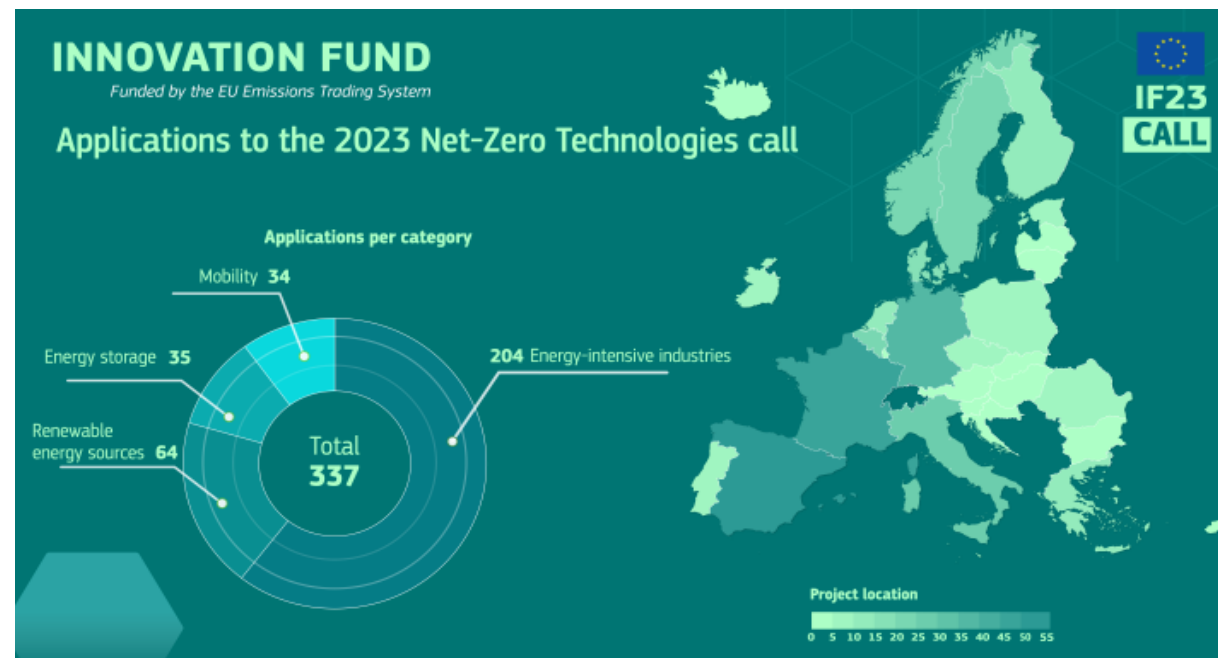 INNOVATION FUND
Funded by the EU Emissions Trading System
Applications to the 2023 Net-Zero Technologies call
IF23
CALL
Applications per category
Mobility 34
Energy storage 35
204 Energy-intensive industries
Renewable
energy sources 64
Total
337
Project location
0 5 10 15 20 25 30 35 40 45 50 55